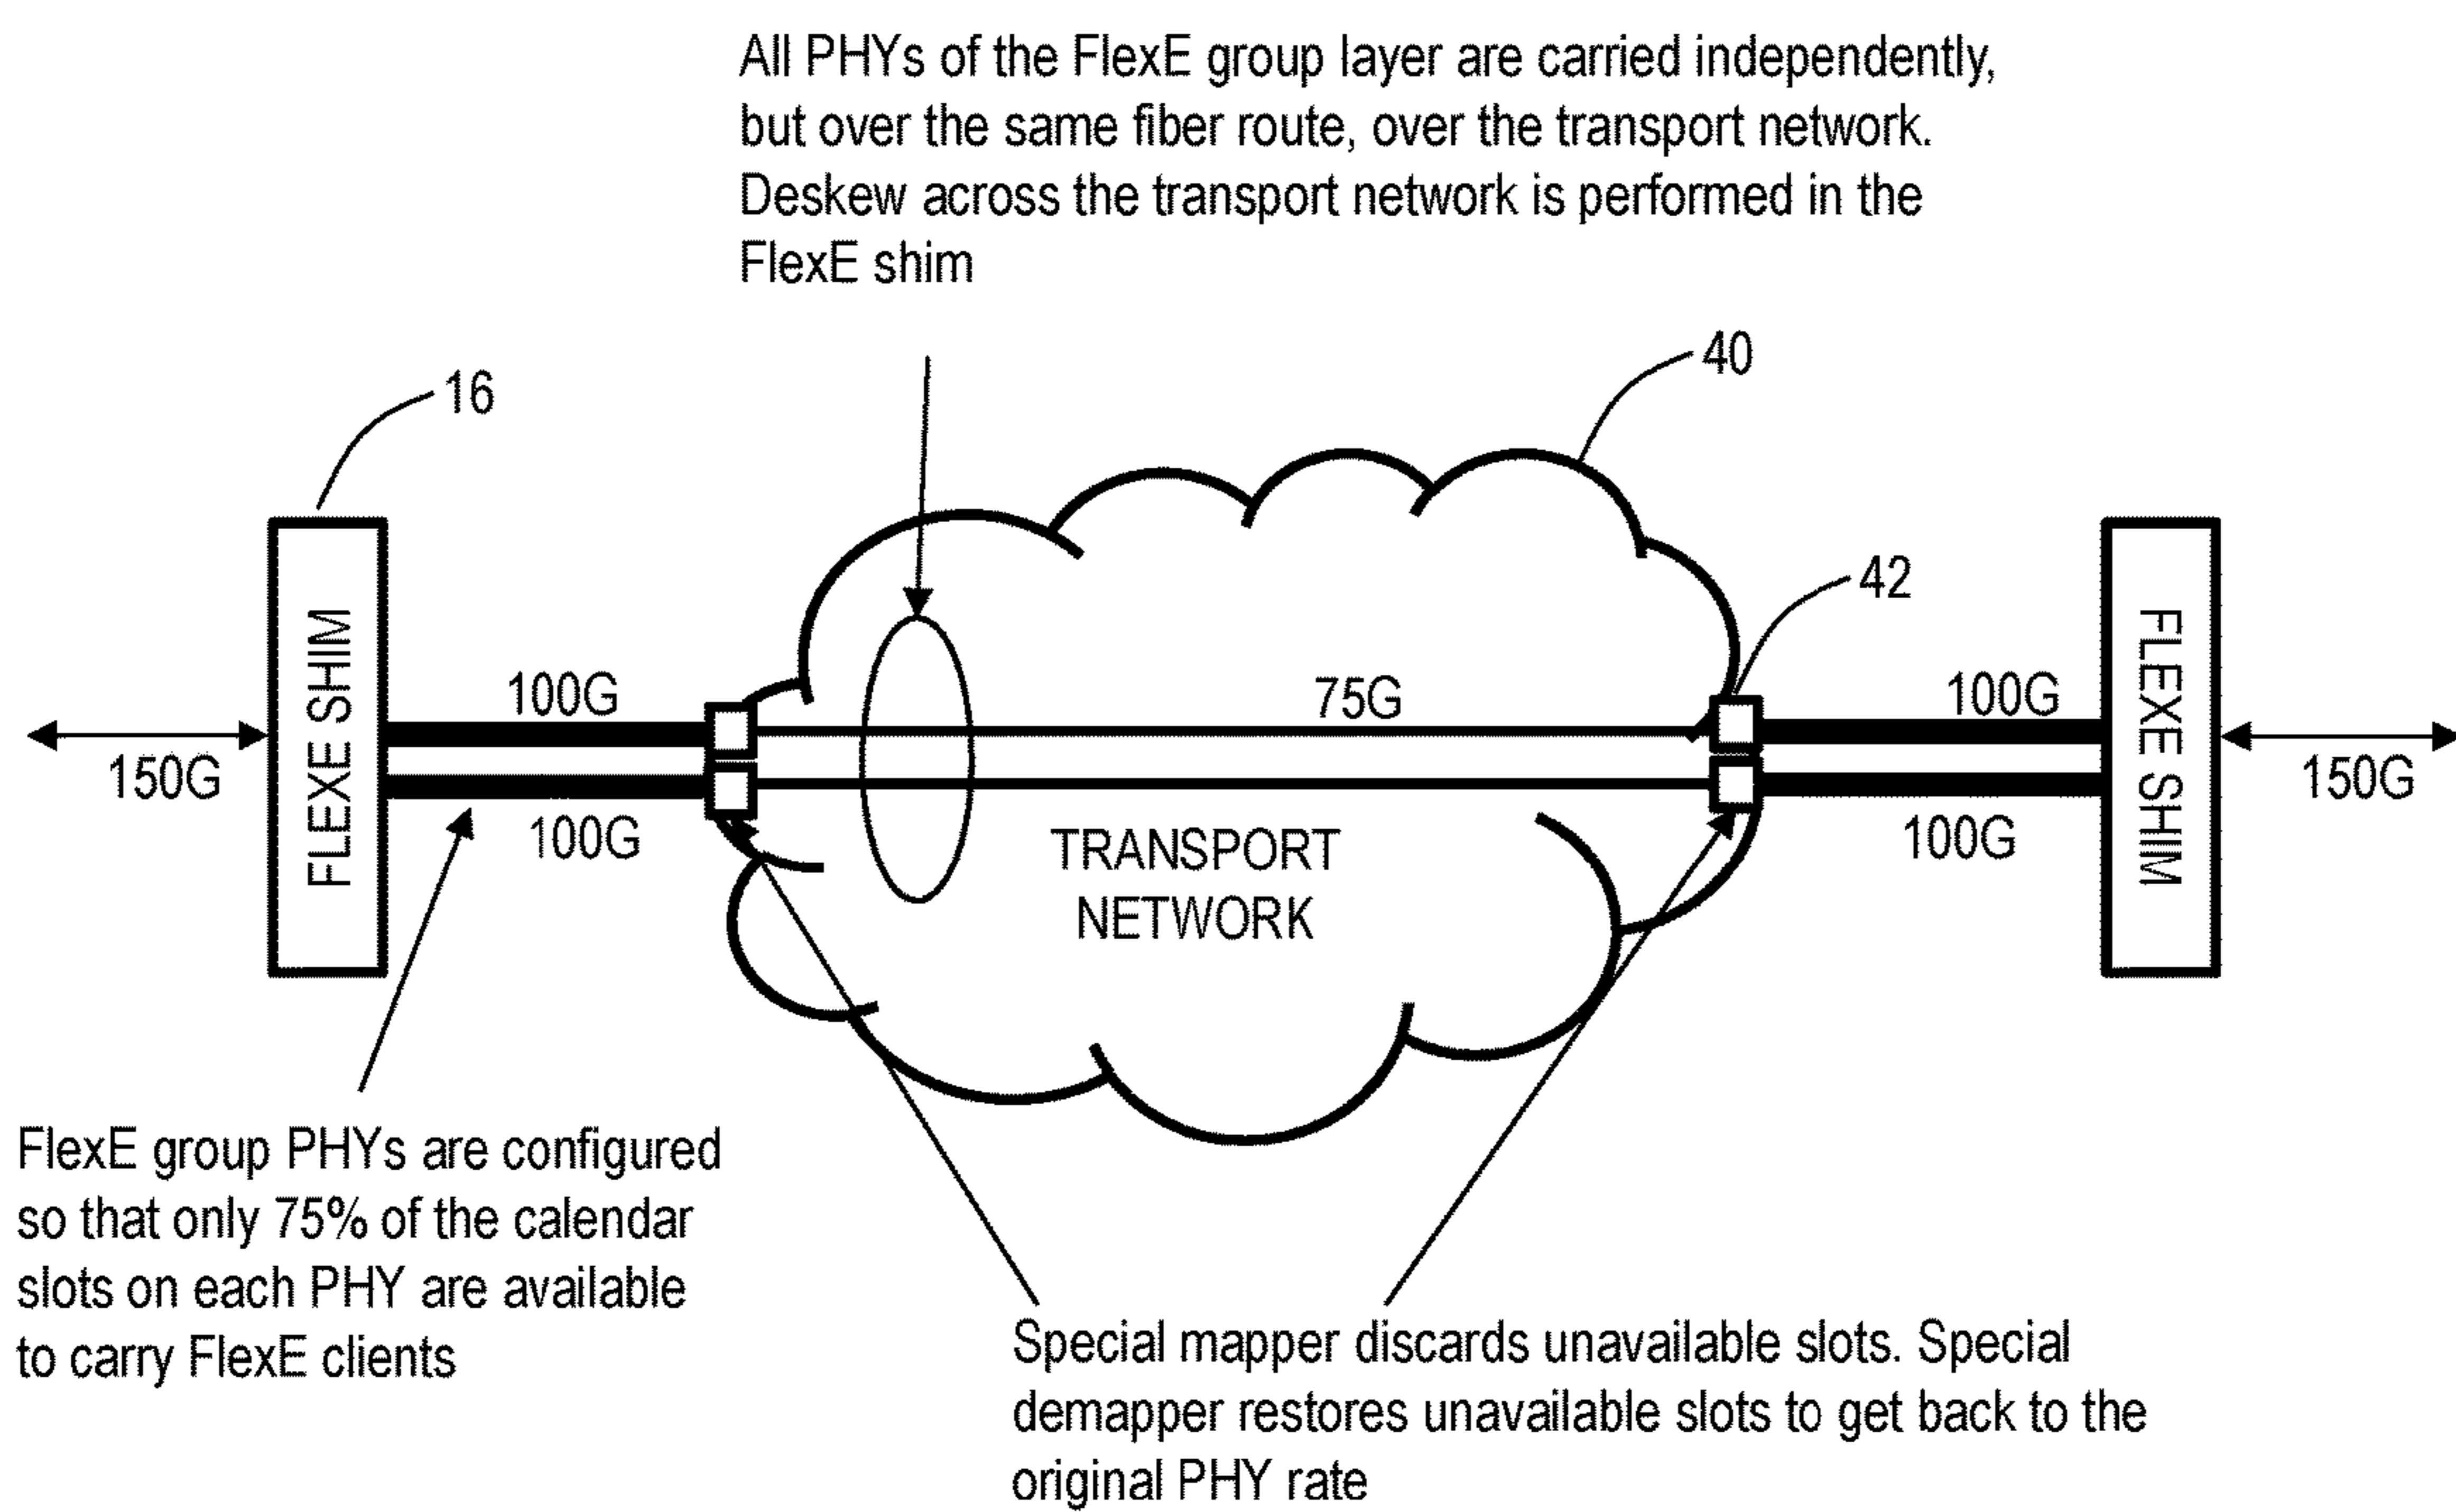 All PHYs of the FlexE group layer are carried independently,
but over the same fiber route, over the transport network.
Deskew across the transport network is performed in the
FlexE shim
40
16
42
FLEXE SHIM
FLEXE SHIM
100G
75G
100G
150G
150G
100G
100G
TRANSPORT
NETWORK
FlexE group PHYs are configured
so that only 75% of the calendar
slots on each PHY are available
to carry FlexE clients
Special mapper discards unavailable slots. Special
demapper restores unavailable slots to get back to the
original PHY rate